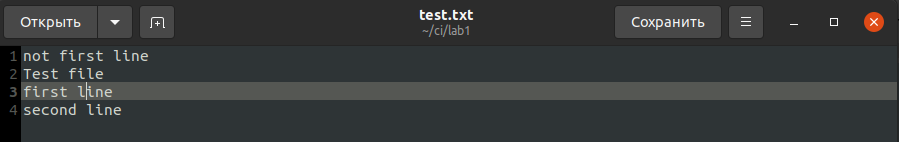 Открыть
test.txt
~/ci/lab1
Сохранить
1 not first line
2 Test file
3 first line
4 second line